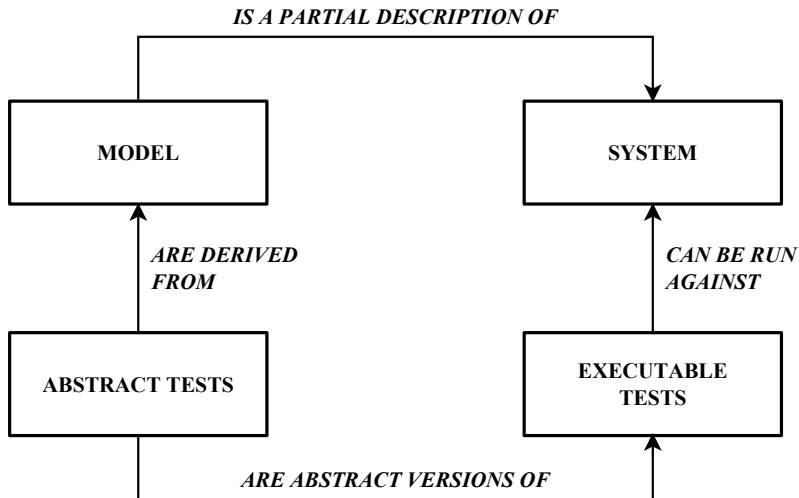 IS A PARTIAL DESCRIPTION OF
MODEL
SYSTEM
ARE DERIVED
FROM
CAN BE RUN
AGAINST
ABSTRACT TESTS
EXECUTABLE
TESTS
ARE ABSTRACT VERSIONS OF